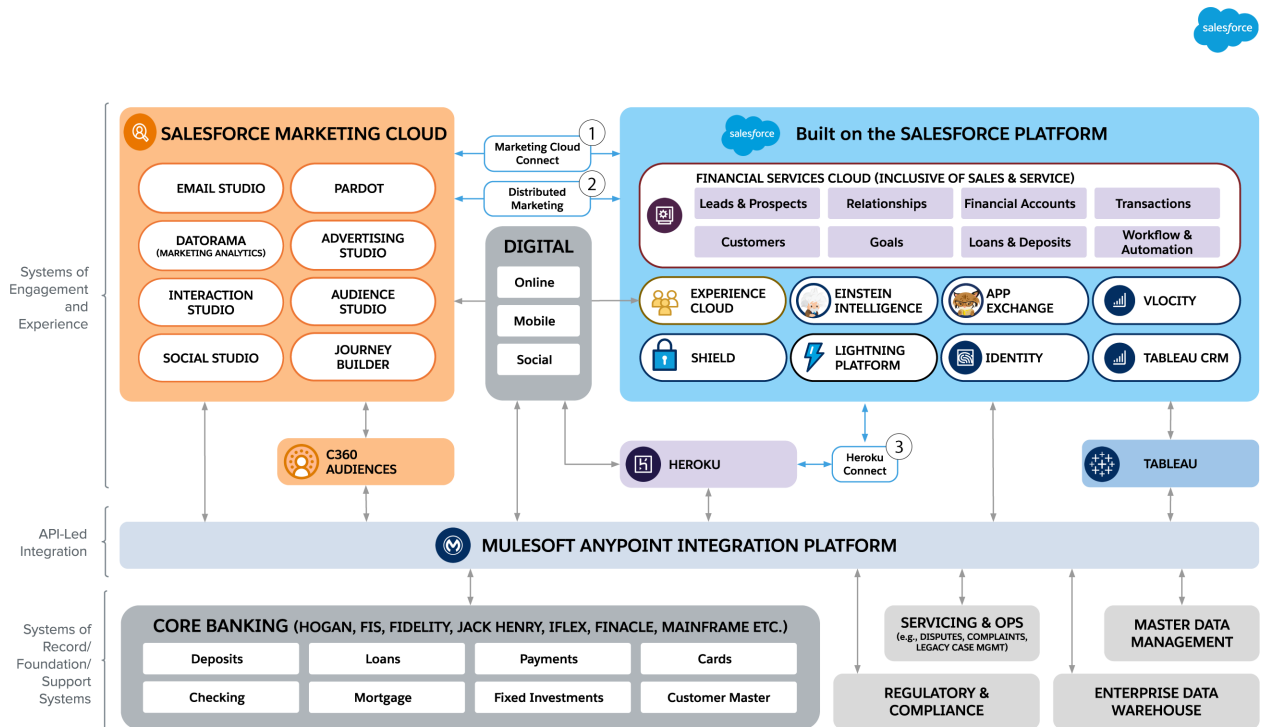 salesforce
SALESFORCE MARKETING CLOUD
EMAIL STUDIO
PARDOT
DATORAMA
(MARKETING ANALYTICS)
ADVERTISING
STUDIO
INTERACTION
STUDIO
AUDIENCE
STUDIO
SOCIAL STUDIO
JOURNEY
BUILDER
1
Marketing Cloud
Connect
2
Distributed
Marketing
DIGITAL
Online
Mobile
Social
salesforce
Built on the SALESFORCE PLATFORM
FINANCIAL SERVICES CLOUD (INCLUSIVE OF SALES & SERVICE)
Leads & Prospects
Relationships
Financial Accounts
Transactions
Customers
Goals
Loans & Deposits
Workflow &
Automation
EXPERIENCE
CLOUD
EINSTEIN
INTELLIGENCE
APP
EXCHANGE
VLOCITY
SHIELD
LIGHTNING
PLATFORM
IDENTITY
TABLEAU CRM
Systems of
Engagement
and
Experience
C360
AUDIENCES
HEROKU
3
Heroku
Connect
TABLEAU
API-Led
Integration
MULESOFT ANYPOINT INTEGRATION PLATFORM
Systems of
Record/
Foundation/
Support
Systems
CORE BANKING (HOGAN, FIS, FIDELITY, JACK HENRY, IFLEX, FINACLE, MAINFRAME ETC.)
Deposits
Loans
Payments
Cards
Checking
Mortgage
Fixed Investments
Customer Master
SERVICING & OPS
(e.g., DISPUTES, COMPLAINTS,
LEGACY CASE MGMT)
MASTER DATA
MANAGEMENT
REGULATORY &
COMPLIANCE
ENTERPRISE DATA
WAREHOUSE